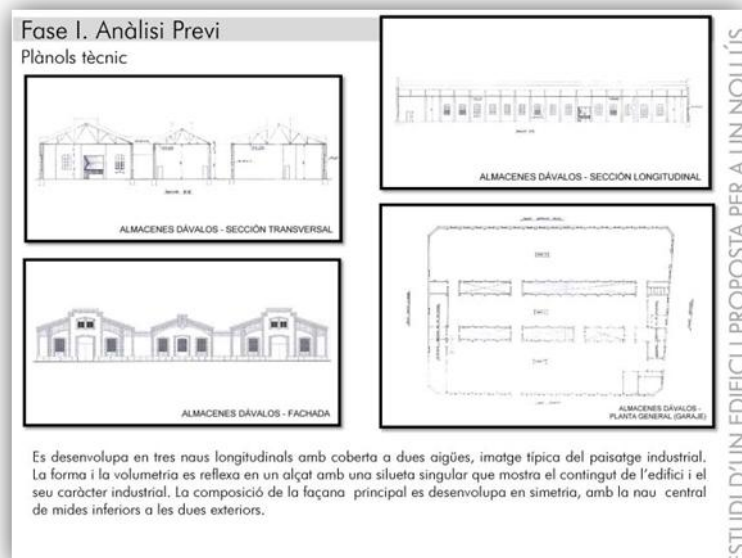 Fase I. Anàlisi Previ
Plànols tècnic
ALMACENES DÁVALOS - SECCIÓN TRANSVERSAL
ALMACENES DÁVALOS - SECCIÓN LONGITUDINAL
ALMACENES DÁVALOS - FACHADA
ALMACENES DÁVALOS -
PLANTA GENERAL (GARAJE)
Es desenvolupa en tres naus longitudinals amb coberta a dues aigües, imatge típica del paisatge industrial.
La forma i la volumetria es reflexa en un alçat amb una silueta singular que mostra el contingut de l'edifici i el
seu caràcter industrial. La composició de la façana principal es desenvolupa en simetria, amb la nau central
de mides inferiors a les dues exteriors.
ESTUDI D'UN EDIFICI I PROPOSTA PER A UN NOU ÚS